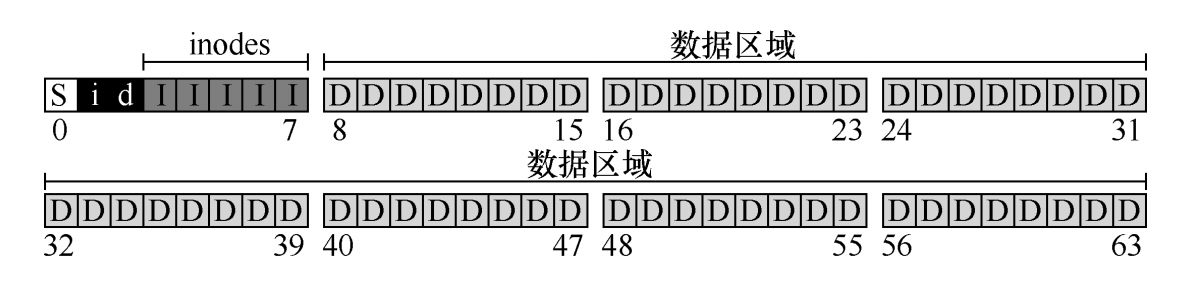 inodes 数据区域
S i d I I I I I D D D D D D D D D D D D D D D D D D D D D D D D
0 7 8 15 16 23 24 31
数据区域
D D D D D D D D D D D D D D D D D D D D D D D D D D D D D D D D
32 39 40 47 48 55 56 63